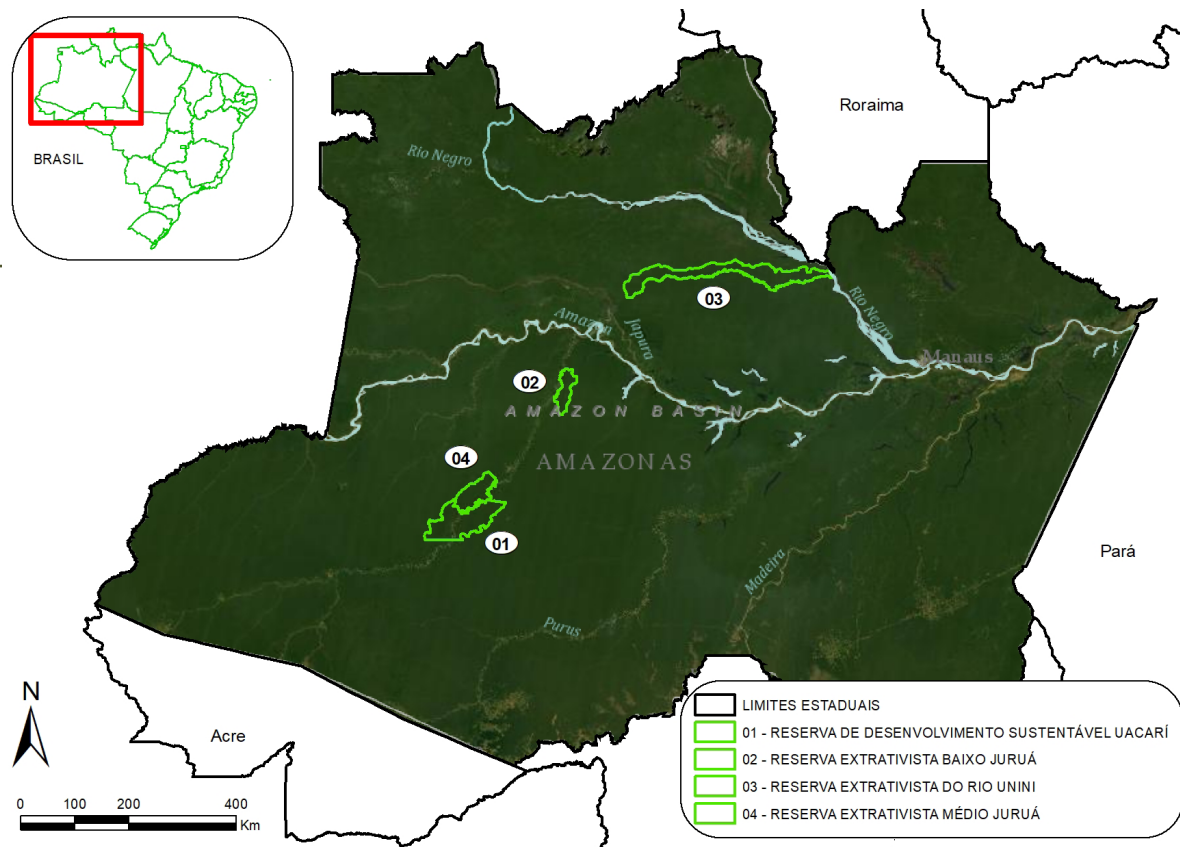 BRASIL
Roraima
Rio Negro
03
Rio Negro
Amazon
Japura
Manaus
02
AMAZON BASIN
04
AMAZONAS
01
Pará
Madeira
Purus
N
Acre
0 100 200 400
Km
LIMITES ESTADUAIS
01 - RESERVA DE DESENVOLVIMENTO SUSTENTÁVEL UACARÍ
02 - RESERVA EXTRATIVISTA BAIXO JURUÁ
03 - RESERVA EXTRATIVISTA DO RIO UNINI
04 - RESERVA EXTRATIVISTA MÉDIO JURUÁ